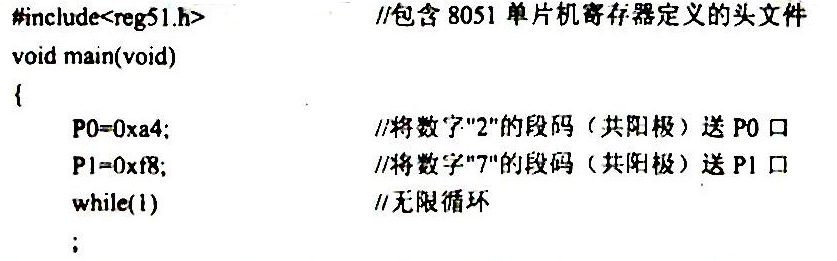 #include<reg51.h> //包含 8051 单片机寄存器定义的头文件
void main(void)
{
P0=0xa4; //将数字"2"的段码（共阳极）送 P0 口
P1=0xf8; //将数字"7"的段码（共阳极）送 P1 口
while(1) //无限循环
;